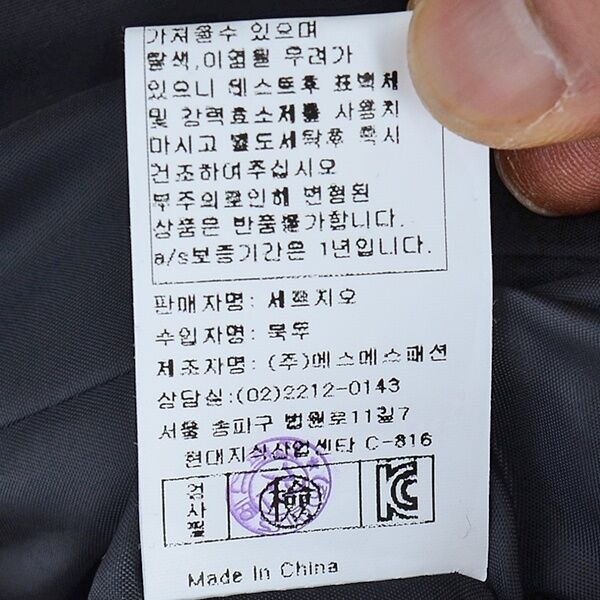 가져올수 있으며
탈색,이염될 우려가
있으니 테스트후 표백제
및 강력효소제를 사용치
마시고 별도세탁후 즉시
건조하여주십시오
부주의로인해 변형된
상품은 반품불가합니다.
a/s보증기간은 1년입니다.
판매자명: 세르지오
수입자명: 북두
제조자명: (주)에스에스패션
상담실:(02)2212-0143
서울 송파구 법원로11길7
현대지식산업센타 C-816
검사필
檢
KC
Made In China